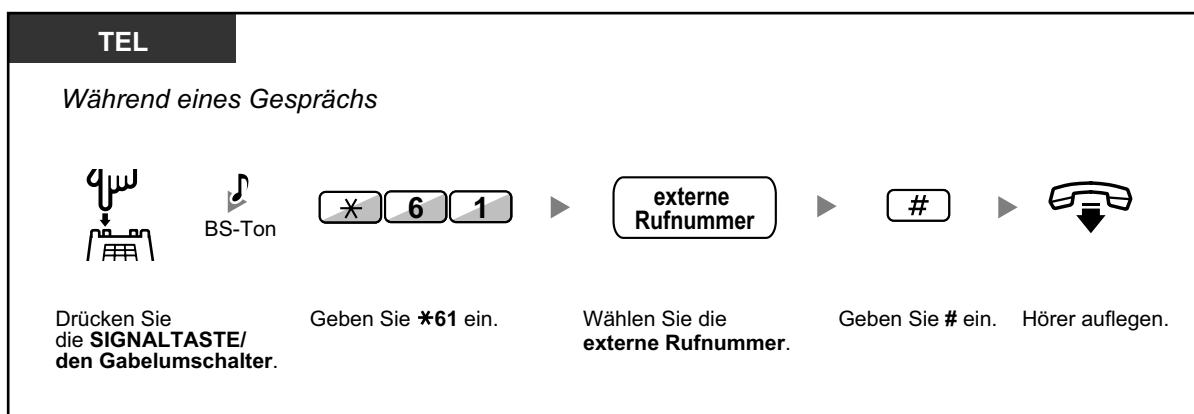 TEL
Während eines Gesprächs
BS-Ton
* 6 1
externe
Rufnummer
#
Drücken Sie
die SIGNALTASTE/
den Gabelumschalter.
Geben Sie *61 ein.
Wählen Sie die
externe Rufnummer.
Geben Sie # ein.
Hörer auflegen.